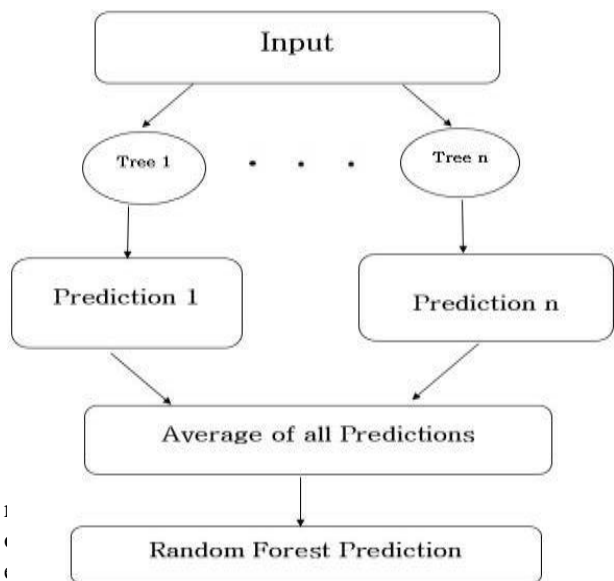 Input
Tree 1 . . . Tree n
Prediction 1 Prediction n
Average of all Predictions
Random Forest Prediction